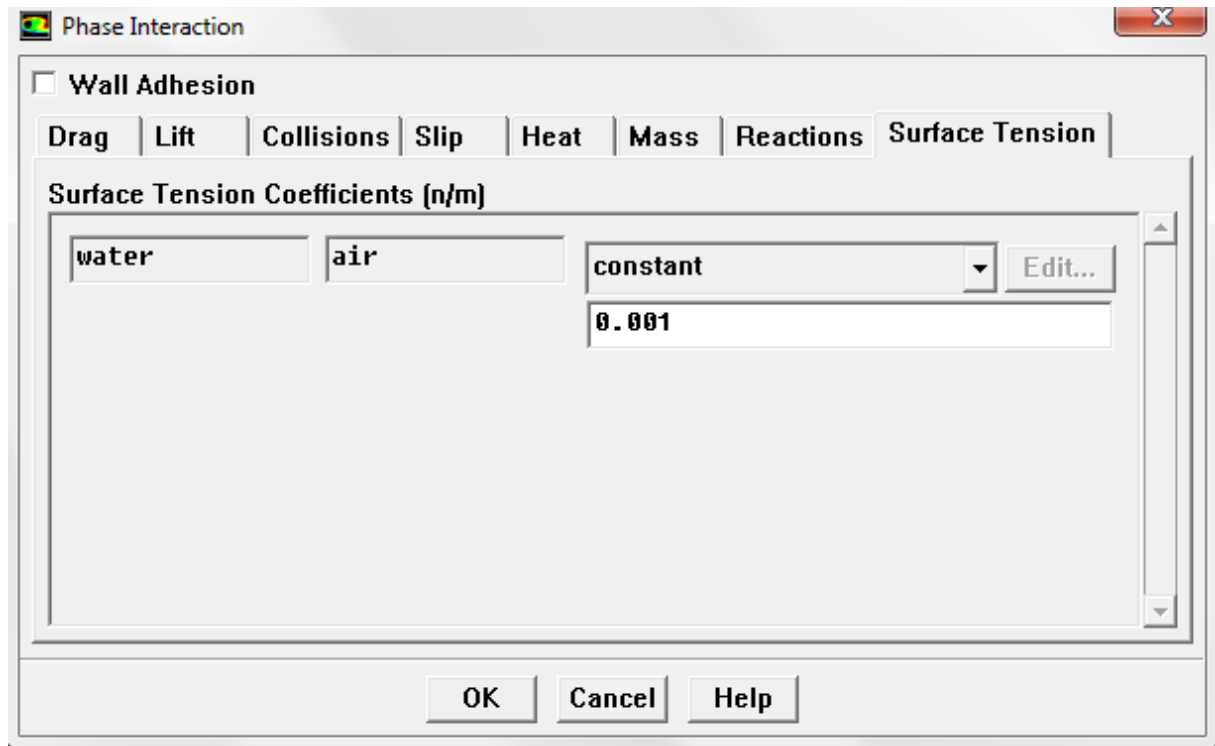 Phase Interaction
Wall Adhesion
Drag Lift Collisions Slip Heat Mass Reactions Surface Tension
Surface Tension Coefficients (n/m)
water air constant Edit...
0.001
OK Cancel Help